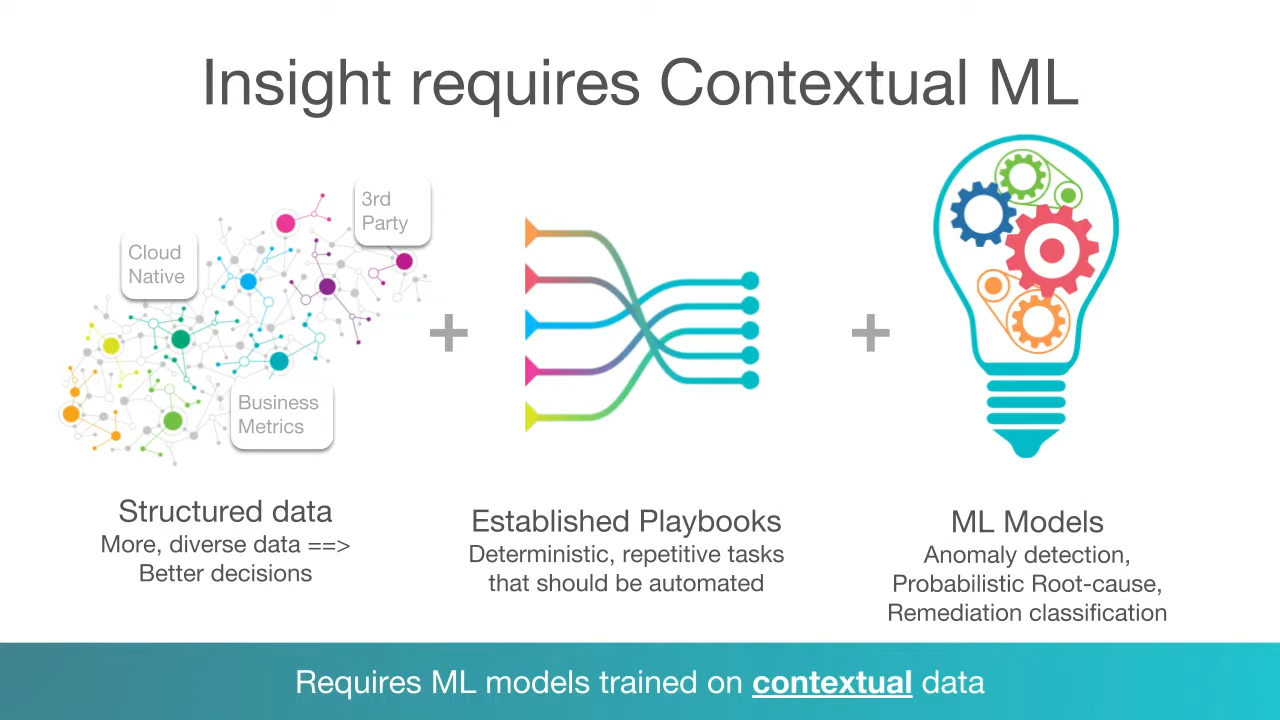 Insight requires Contextual ML
3rd
Party
Cloud
Native
Business
Metrics
Structured data
More, diverse data ==>
Better decisions
Established Playbooks
Deterministic, repetitive tasks
that should be automated
ML Models
Anomaly detection,
Probabilistic Root-cause,
Remediation classification
Requires ML models trained on contextual data